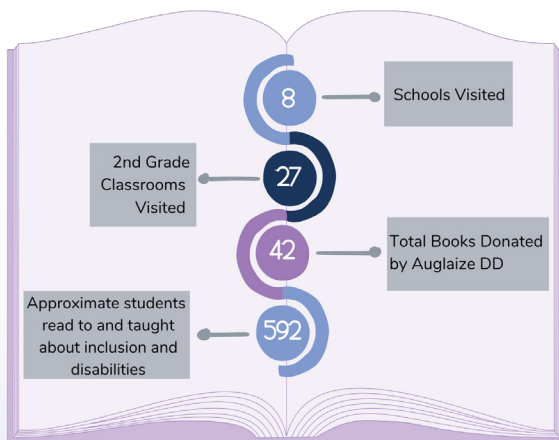 8
Schools Visited
2nd Grade
Classrooms
Visited
27
42
Total Books Donated
by Auglaize DD
Approximate students
read to and taught
about inclusion and
disabilities
592